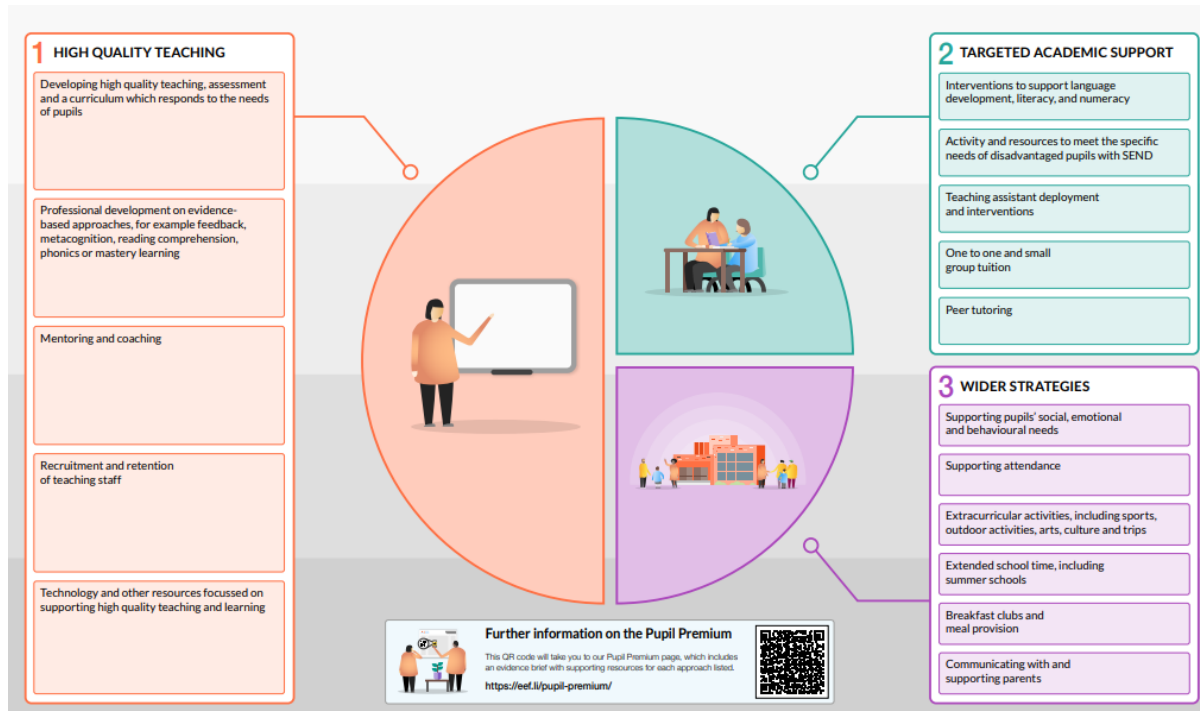 1 HIGH QUALITY TEACHING
Developing high quality teaching, assessment
and a curriculum which responds to the needs
of pupils
Professional development on evidence-
based approaches, for example feedback,
metacognition, reading comprehension,
phonics or mastery learning
Mentoring and coaching
Recruitment and retention
of teaching staff
Technology and other resources focussed on
supporting high quality teaching and learning
2 TARGETED ACADEMIC SUPPORT
Interventions to support language
development, literacy, and numeracy
Activity and resources to meet the specific
needs of disadvantaged pupils with SEND
Teaching assistant deployment
and interventions
One to one and small
group tuition
Peer tutoring
3 WIDER STRATEGIES
Supporting pupils' social, emotional
and behavioural needs
Supporting attendance
Extracurricular activities, including sports,
outdoor activities, arts, culture and trips
Extended school time, including
summer schools
Breakfast clubs and
meal provision
Communicating with and
supporting parents
Further information on the Pupil Premium
This QR code will take you to our Pupil Premium page, which includes
an evidence brief with supporting resources for each approach listed.
https://eef.li/pupil-premium/